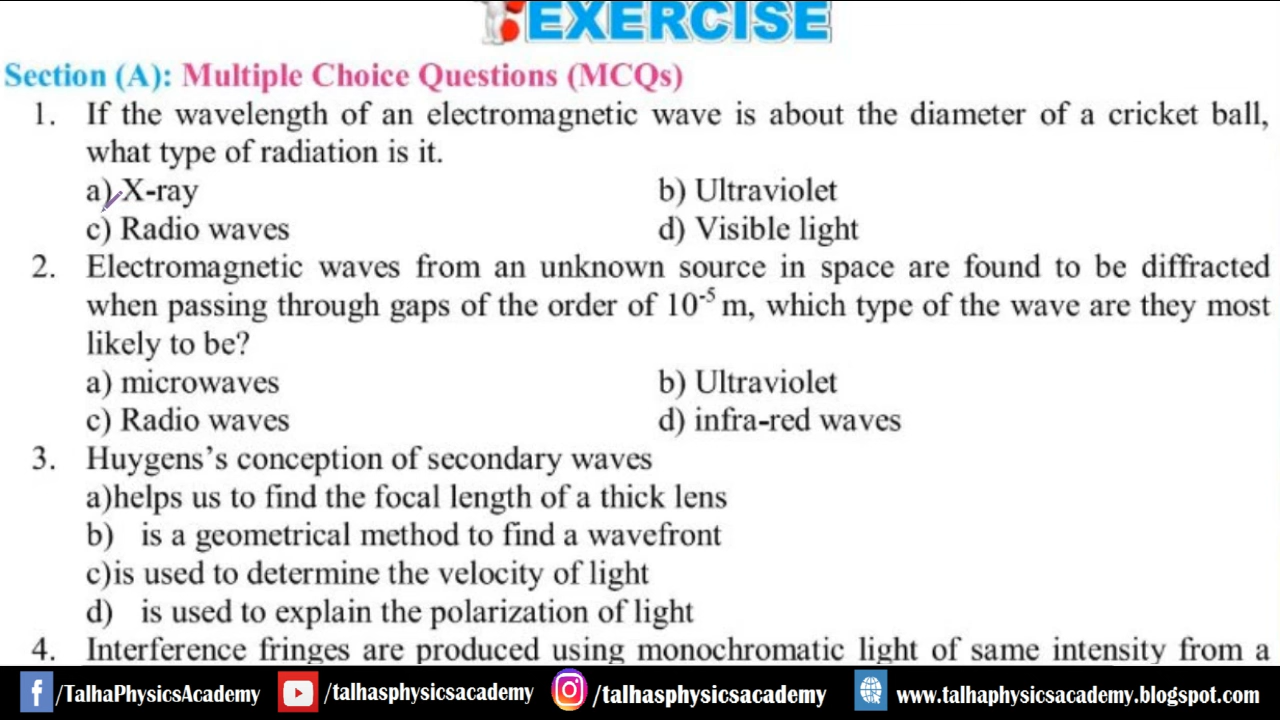 EXERCISE
Section (A): Multiple Choice Questions (MCQs)
1. If the wavelength of an electromagnetic wave is about the diameter of a cricket ball,
what type of radiation is it.
a) X-ray b) Ultraviolet
c) Radio waves d) Visible light
2. Electromagnetic waves from an unknown source in space are found to be diffracted
when passing through gaps of the order of 10⁻⁵ m, which type of the wave are they most
likely to be?
a) microwaves b) Ultraviolet
c) Radio waves d) infra-red waves
3. Huygens’s conception of secondary waves
a)helps us to find the focal length of a thick lens
b) is a geometrical method to find a wavefront
c)is used to determine the velocity of light
d) is used to explain the polarization of light
4. Interference fringes are produced using monochromatic light of same intensity from a
/TalhaPhysicsAcademy /talhasphysicsacademy /talhasphysicsacademy www.talhaphysicsacademy.blogspot.com